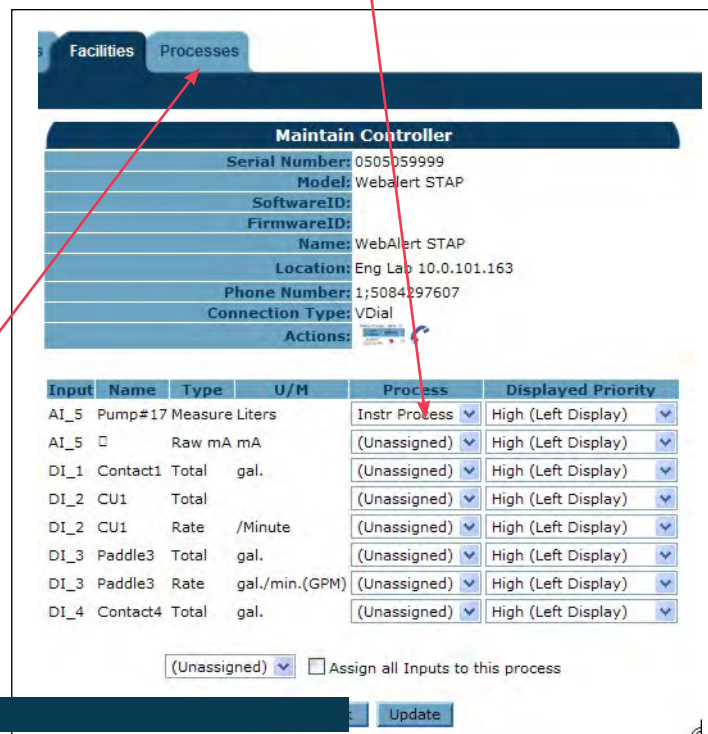 Facilities Processes
Maintain Controller
Serial Number: 0505059999
Model: Webalert STAP
SoftwareID:
FirmwareID:
Name: WebAlert STAP
Location: Eng Lab 10.0.101.163
Phone Number: 1;5084297607
Connection Type: VDial
Actions:
Input Name Type U/M Process Displayed Priority
AI_5 Pump#17 Measure Liters Instr Process High (Left Display)
AI_5 Raw mA mA (Unassigned) High (Left Display)
DI_1 Contact1 Total gal. (Unassigned) High (Left Display)
DI_2 CU1 Total (Unassigned) High (Left Display)
DI_2 CU1 Rate /Minute (Unassigned) High (Left Display)
DI_3 Paddle3 Total gal. (Unassigned) High (Left Display)
DI_3 Paddle3 Rate gal./min.(GPM) (Unassigned) High (Left Display)
DI_4 Contact4 Total gal. (Unassigned) High (Left Display)
(Unassigned) Assign all Inputs to this process
Update